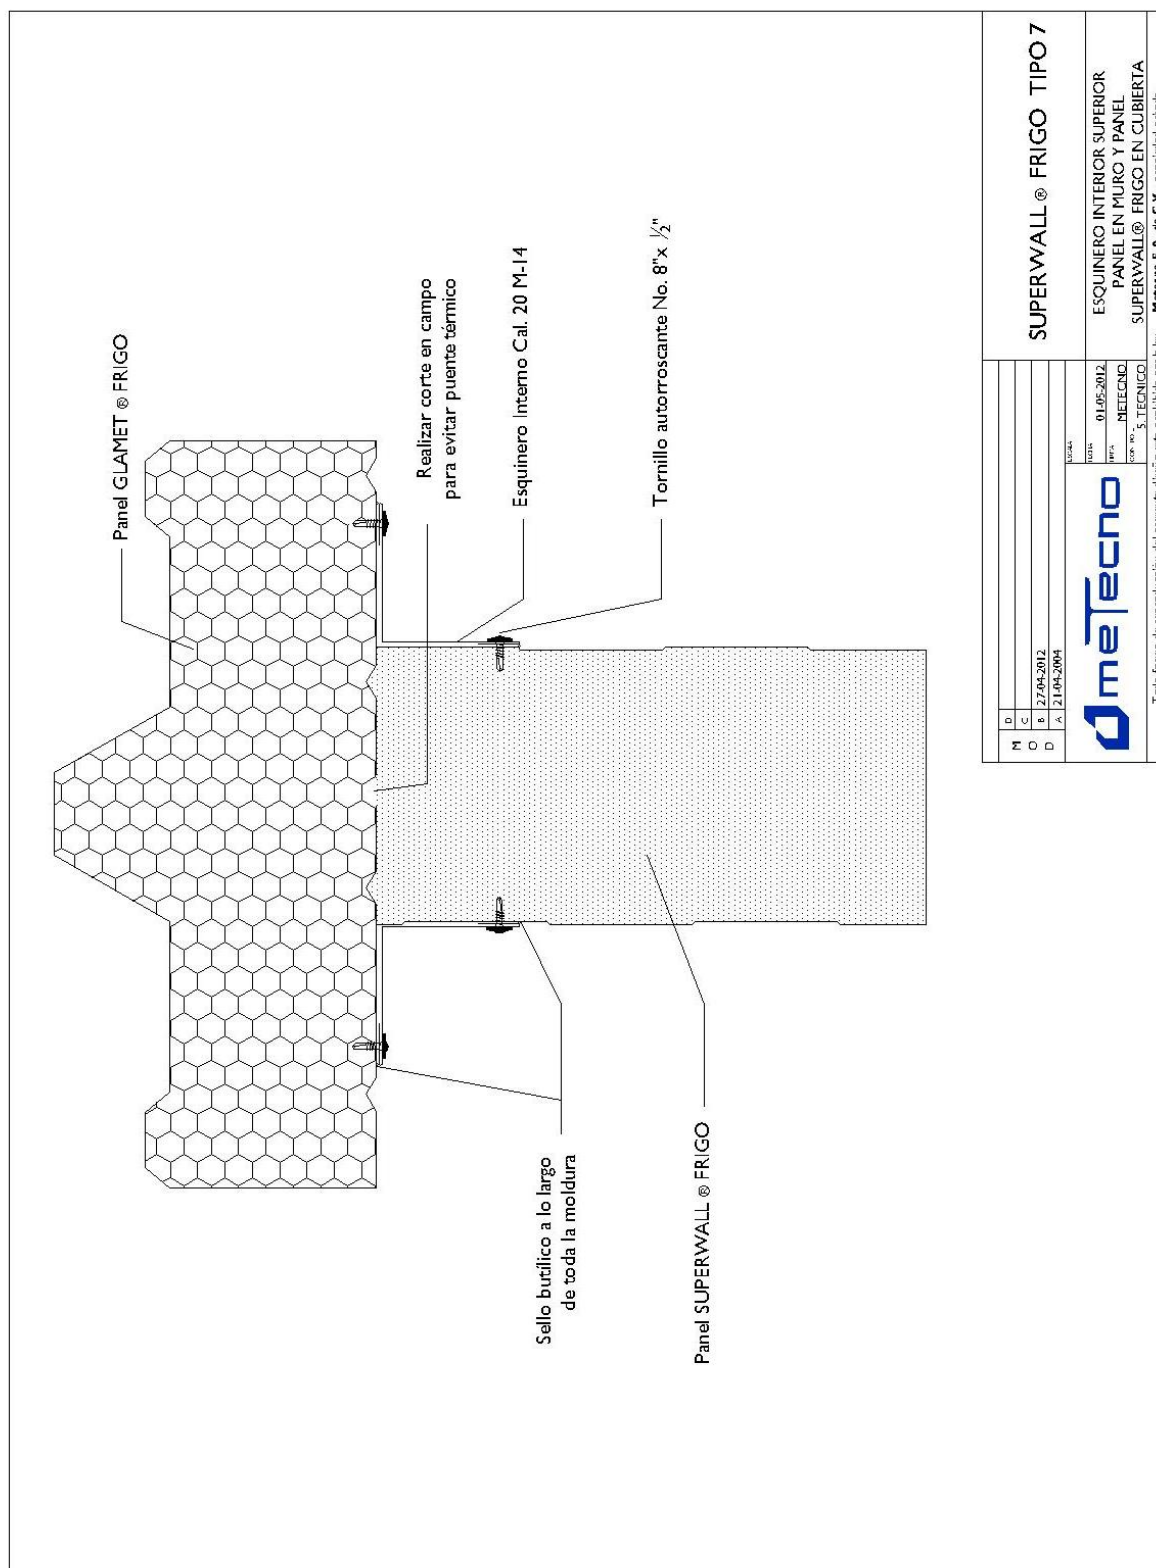 Panel GLAMET ® FRIGO
Realizar corte en campo
para evitar puente térmico
Esquinero Interno Cal. 20 M-14
Tornillo autorroscante No. 8"x ½"
Sello butílico a lo largo
de toda la moldura
Panel SUPERWALL ® FRIGO
M
O
D
D
C
B 27-04-2012
A 21-04-2004
meTecno
ESCALA
FECHA
01-05-2012
METECNO
S. TECNICO
SUPERWALL ® FRIGO TIPO 7
ESQUINERO INTERIOR SUPERIOR
PANEL EN MURO Y PANEL
SUPERWALL® FRIGO EN CUBIERTA